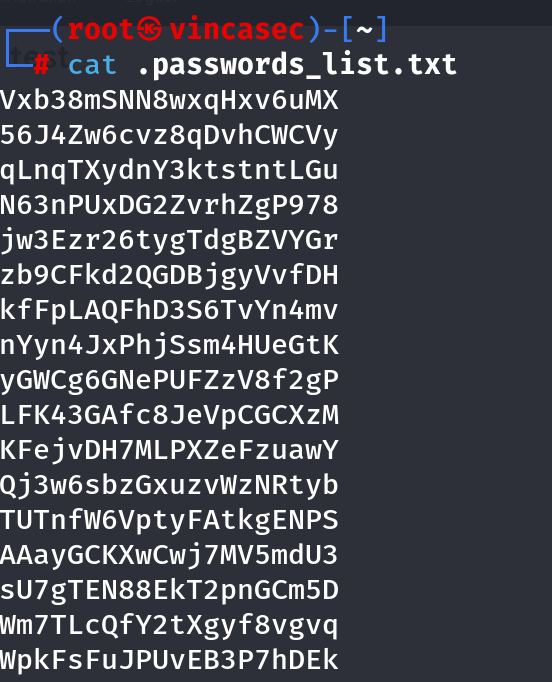 ┌──(root㉿vincasec)-[~]
└─# cat .passwords_list.txt
Vxb38mSNN8wxqHxv6uMX
56J4Zw6cvz8qDvhCWCVy
qLnqTXydnY3ktstntLGu
N63nPUxDG2ZvrhZgP978
jw3Ezr26tygTdgBZVYGr
zb9CFkd2QGDBjgyVvfDH
kfFpLAQFhD3S6TvYn4mv
nYyn4JxPhjSsm4HUeGtK
yGWCg6GNePUFZzV8f2gP
LFK43GAfc8JeVpCGCXzM
KFejvDH7MLPXZeFzuawY
Qj3w6sbzGxuzvWzNRtyb
TUTnfW6VptyFAtkgENPS
AAayGCKXwCwj7MV5mdU3
sU7gTEN88EkT2pnGCm5D
Wm7TLcQfY2tXgyf8vgvq
WpkFsFuJPUvEB3P7hDEk